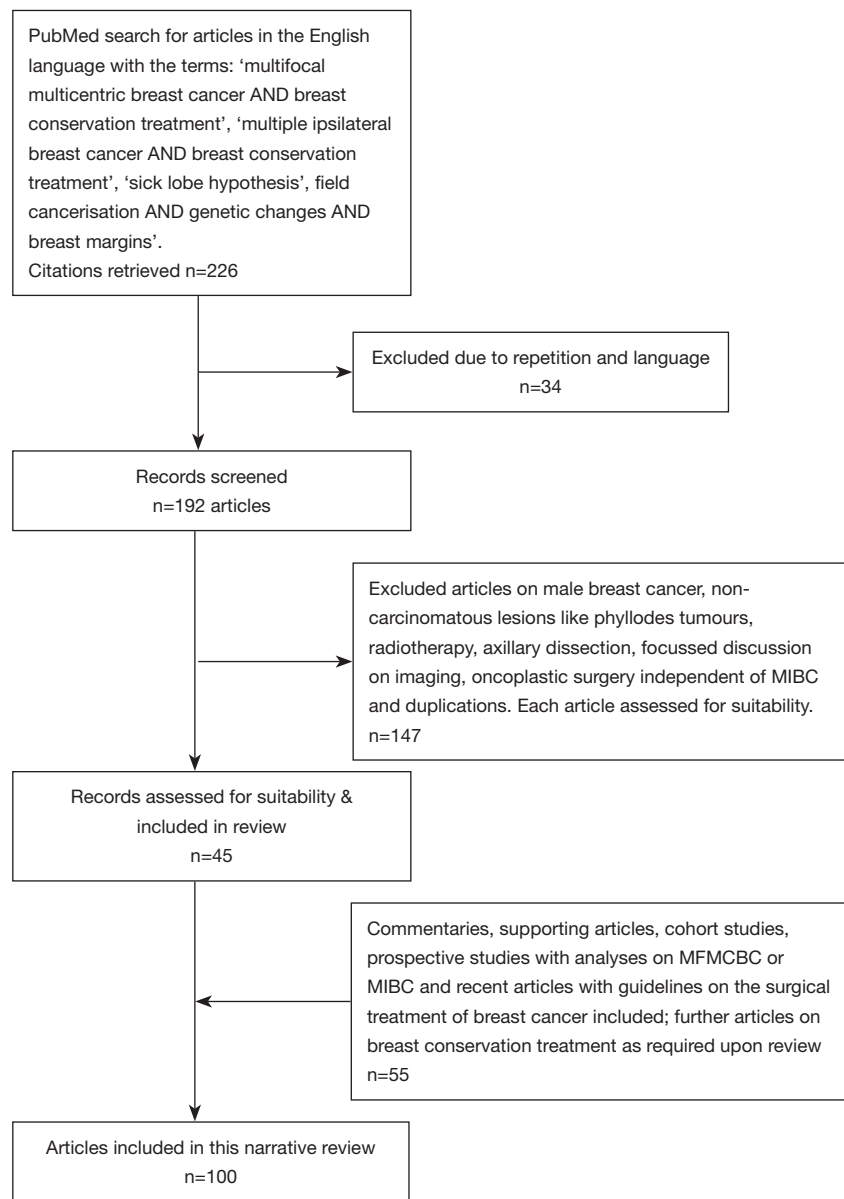 PubMed search for articles in the English
language with the terms: ‘multifocal
multicentric breast cancer AND breast
conservation treatment’, ‘multiple ipsilateral
breast cancer AND breast conservation
treatment’, ‘sick lobe hypothesis’, field
cancerisation AND genetic changes AND
breast margins’.
Citations retrieved n=226
Excluded due to repetition and language
n=34
Records screened
n=192 articles
Excluded articles on male breast cancer, non-
carcinomatous lesions like phyllodes tumours,
radiotherapy, axillary dissection, focussed discussion
on imaging, oncoplastic surgery independent of MIBC
and duplications. Each article assessed for suitability.
n=147
Records assessed for suitability &
included in review
n=45
Commentaries, supporting articles, cohort studies,
prospective studies with analyses on MFMCBC or
MIBC and recent articles with guidelines on the surgical
treatment of breast cancer included; further articles on
breast conservation treatment as required upon review
n=55
Articles included in this narrative review
n=100